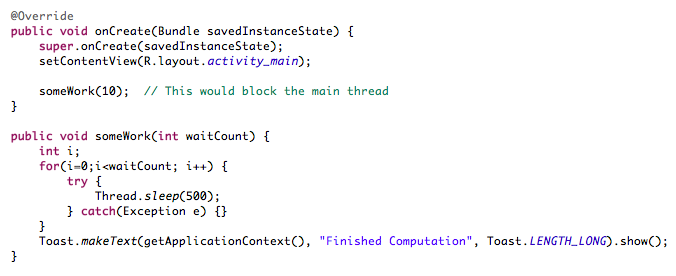 @Override
public void onCreate(Bundle savedInstanceState) {
    super.onCreate(savedInstanceState);
    setContentView(R.layout.activity_main);

    someWork(10);  // This would block the main thread
}

public void someWork(int waitCount) {
    int i;
    for(i=0;i<waitCount; i++) {
        try {
            Thread.sleep(500);
        } catch(Exception e) {}
    }
    Toast.makeText(getApplicationContext(), "Finished Computation", Toast.LENGTH_LONG).show();
}